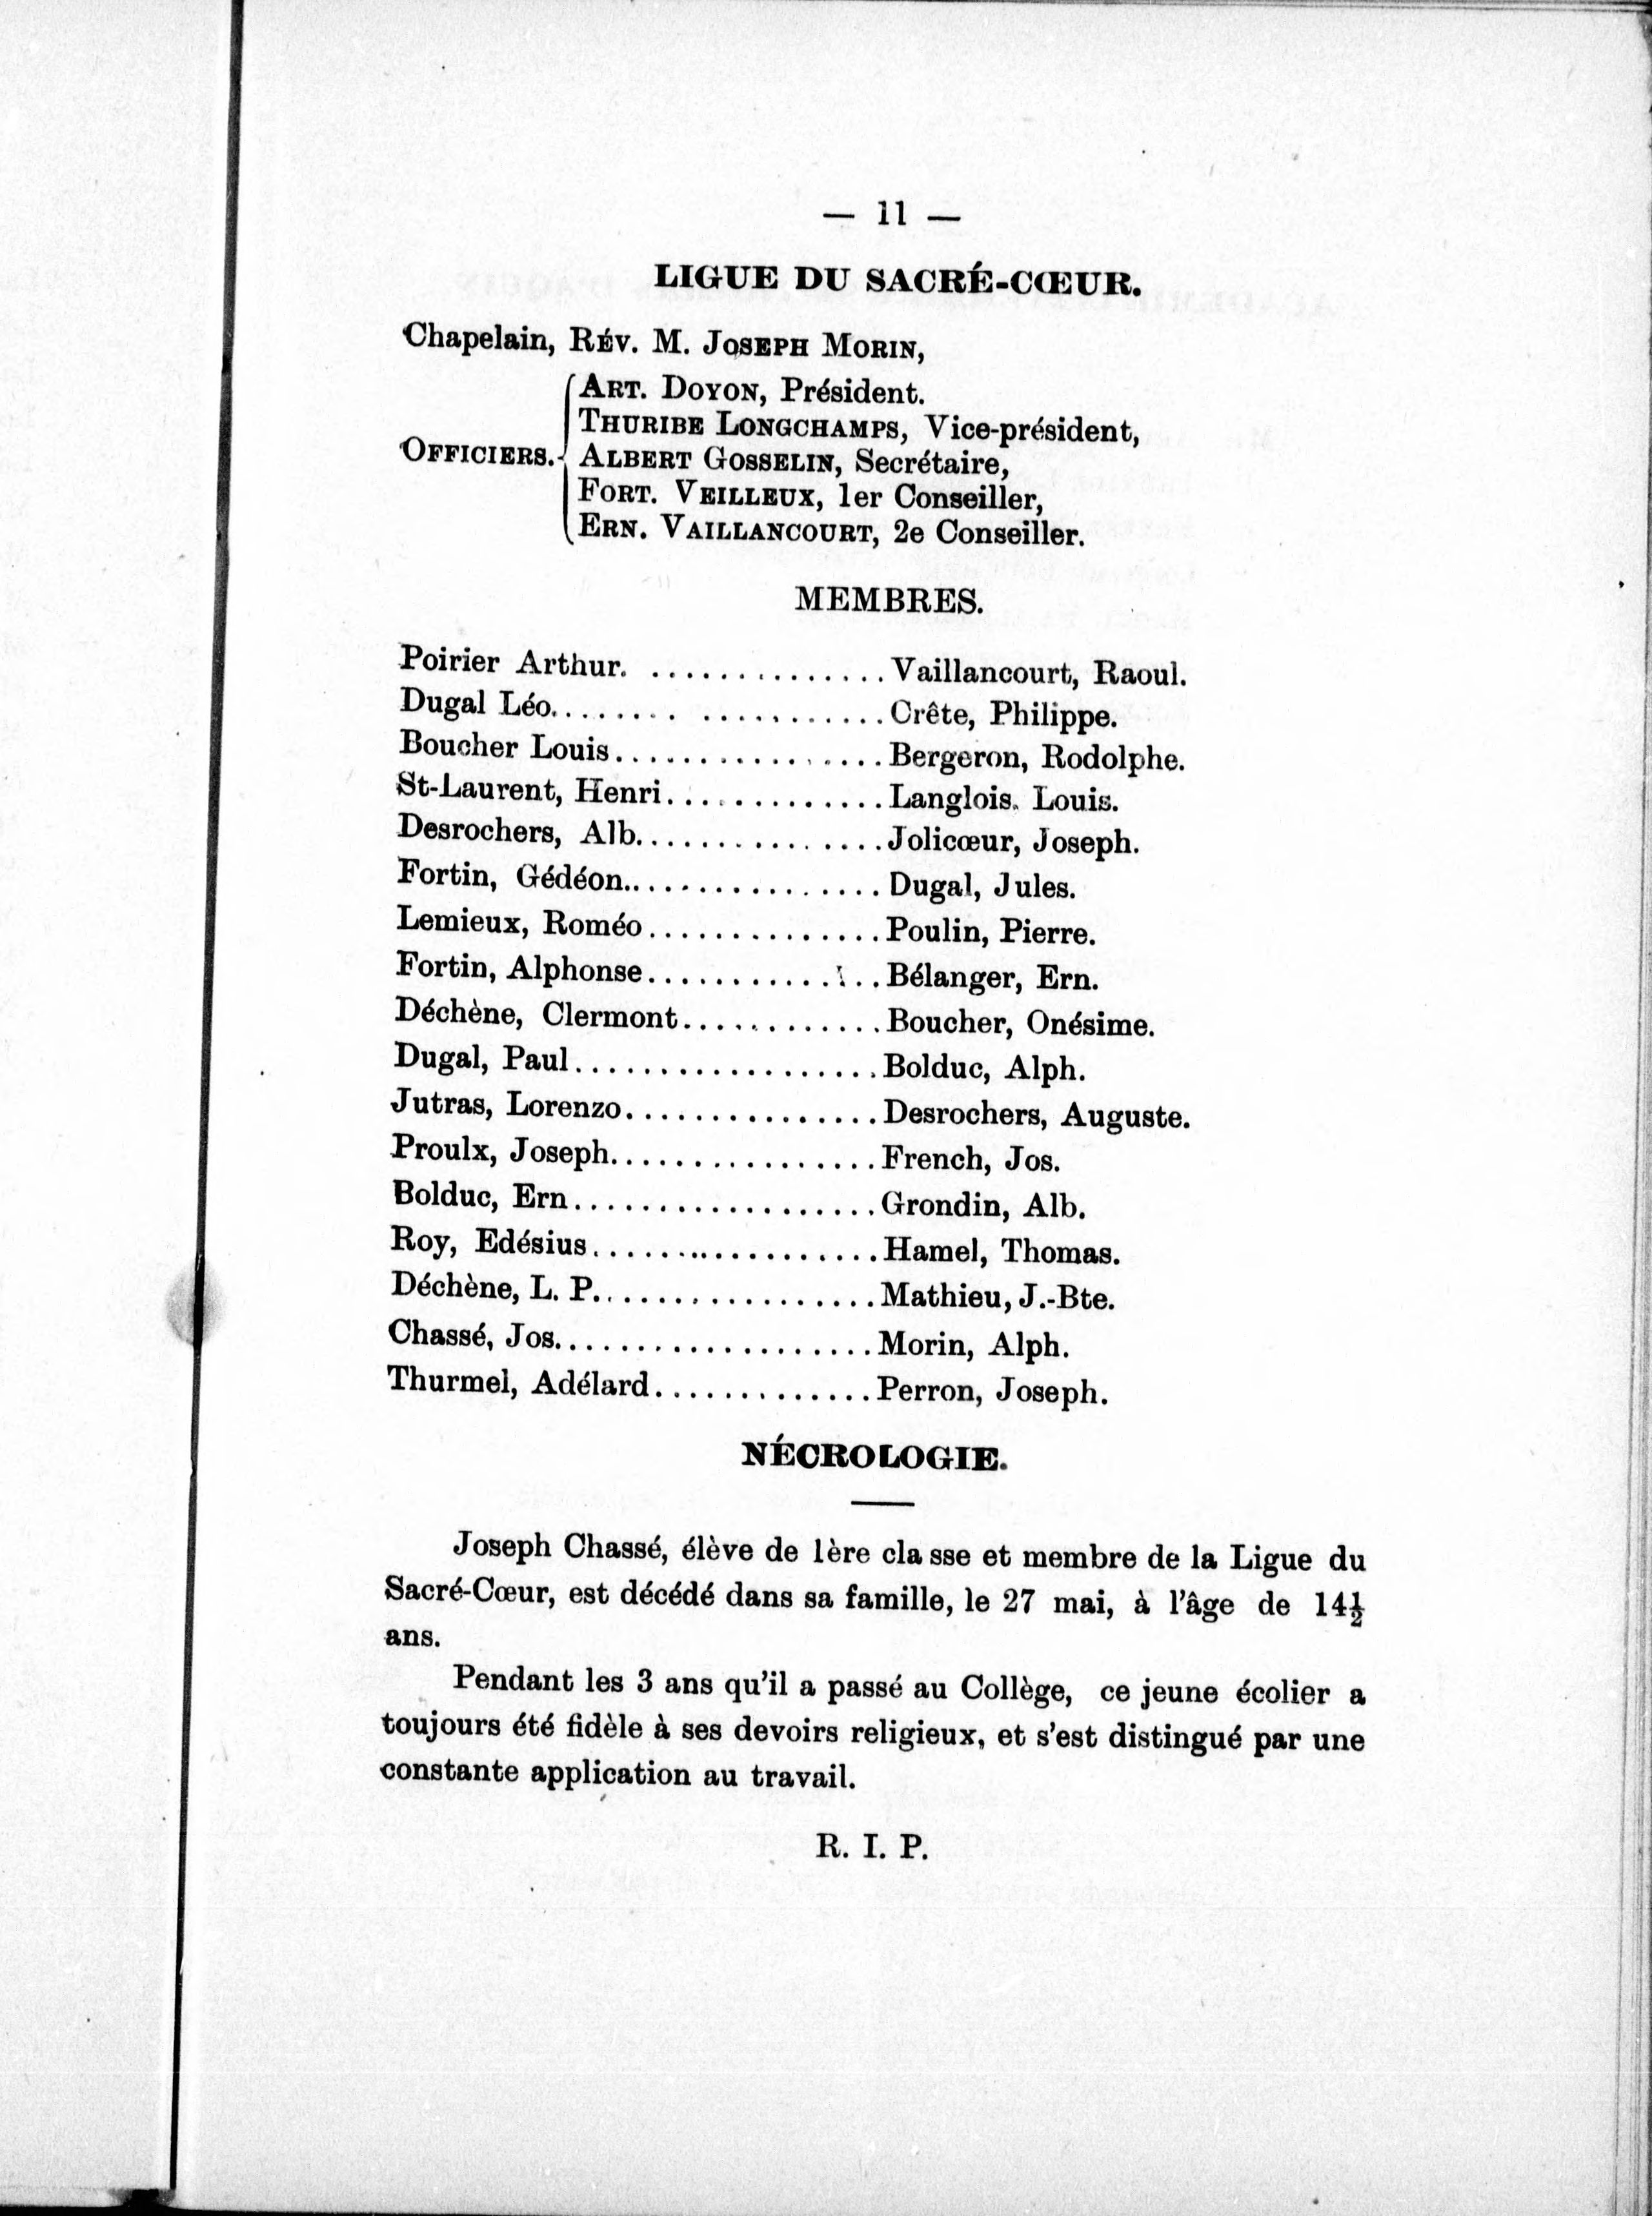 — 11 —
LIGUE DU SACRÉ-CŒUR.
Chapelain, RÉV. M. JOSEPH MORIN,
ART. DOYON, Président.
THURIBE LONGCHAMPS, Vice-président,
OFFICIERS. ALBERT GOSSELIN, Secrétaire,
FORT. VEILLEUX, 1er Conseiller,
ERN. VAILLANCOURT, 2e Conseiller.
MEMBRES.
Poirier Arthur. .............. Vaillancourt, Raoul.
Dugal Léo........ ........... Crête, Philippe.
Boucher Louis................ Bergeron, Rodolphe.
St-Laurent, Henri............. Langlois. Louis.
Desrochers, Alb............... Jolicœur, Joseph.
Fortin, Gédéon................ Dugal, Jules.
Lemieux, Roméo.............. Poulin, Pierre.
Fortin, Alphonse.............. Bélanger, Ern.
Déchène, Clermont............ Boucher, Onésime.
Dugal, Paul.................. Bolduc, Alph.
Jutras, Lorenzo............... Desrochers, Auguste.
Proulx, Joseph................ French, Jos.
Bolduc, Ern.................. Grondin, Alb.
Roy, Edésius................. Hamel, Thomas.
Déchène, L. P................. Mathieu, J.-Bte.
Chassé, Jos................... Morin, Alph.
Thurmel, Adélard............. Perron, Joseph.
NÉCROLOGIE.
Joseph Chassé, élève de 1ère cla sse et membre de la Ligue du
Sacré-Cœur, est décédé dans sa famille, le 27 mai, à l'âge de 14½
ans.
Pendant les 3 ans qu'il a passé au Collège, ce jeune écolier a
toujours été fidèle à ses devoirs religieux, et s'est distingué par une
constante application au travail.
R. I. P.